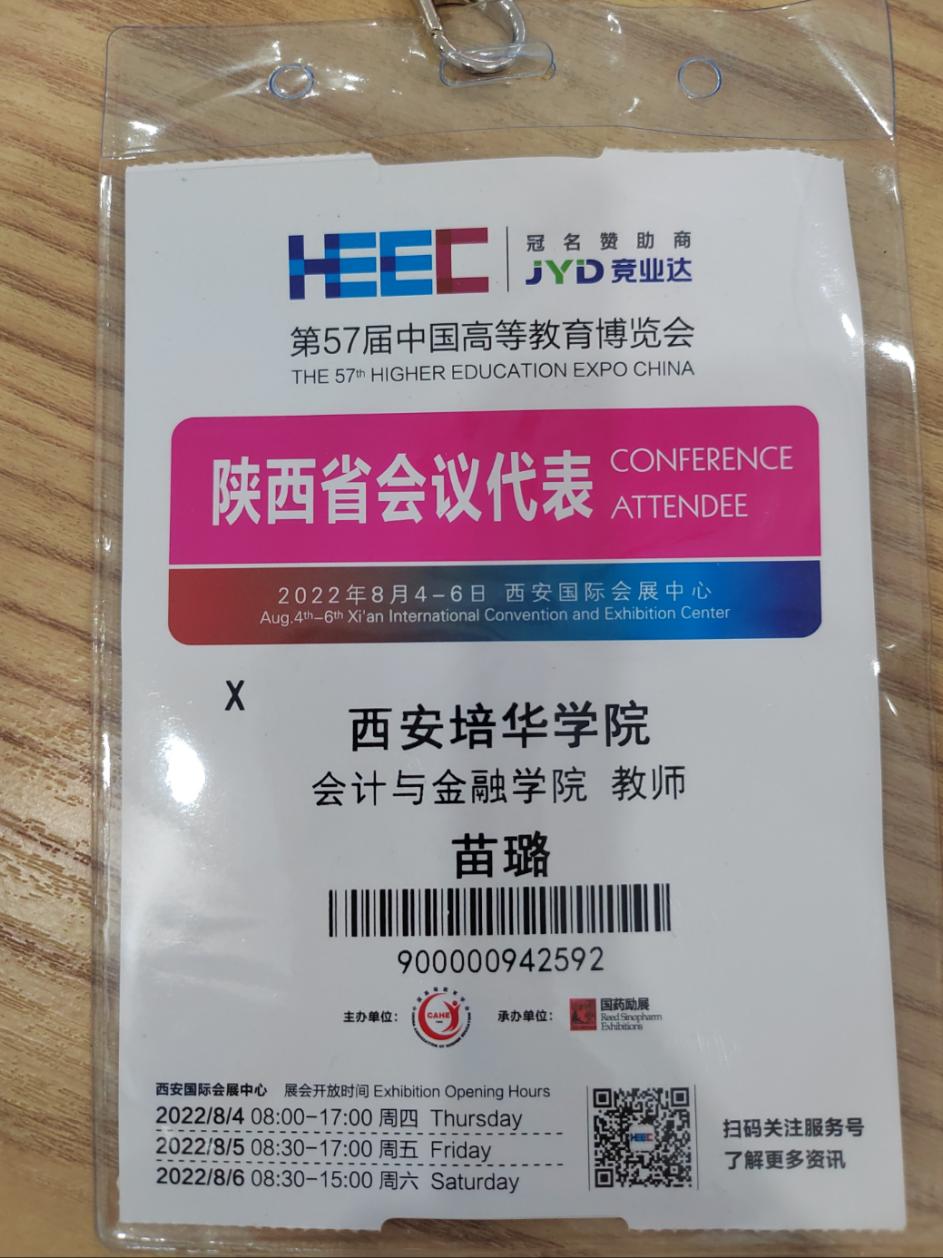 HEEC
冠名赞助商
JYD 竞业达
第57届中国高等教育博览会
THE 57th HIGHER EDUCATION EXPO CHINA
陕西省会议代表 CONFERENCE ATTENDEE
2022年8月4-6日 西安国际会展中心
Aug.4th-6th Xi'an International Convention and Exhibition Center
X
西安培华学院
会计与金融学院 教师
苗璐
900000942592
主办单位: CAHE 承办单位: 国药励展
Reed Sinopharm
Exhibitions
西安国际会展中心 展会开放时间 Exhibition Opening Hours
2022/8/4 08:00-17:00 周四 Thursday
2022/8/5 08:30-17:00 周五 Friday
2022/8/6 08:30-15:00 周六 Saturday
HEEC
扫码关注服务号
了解更多资讯